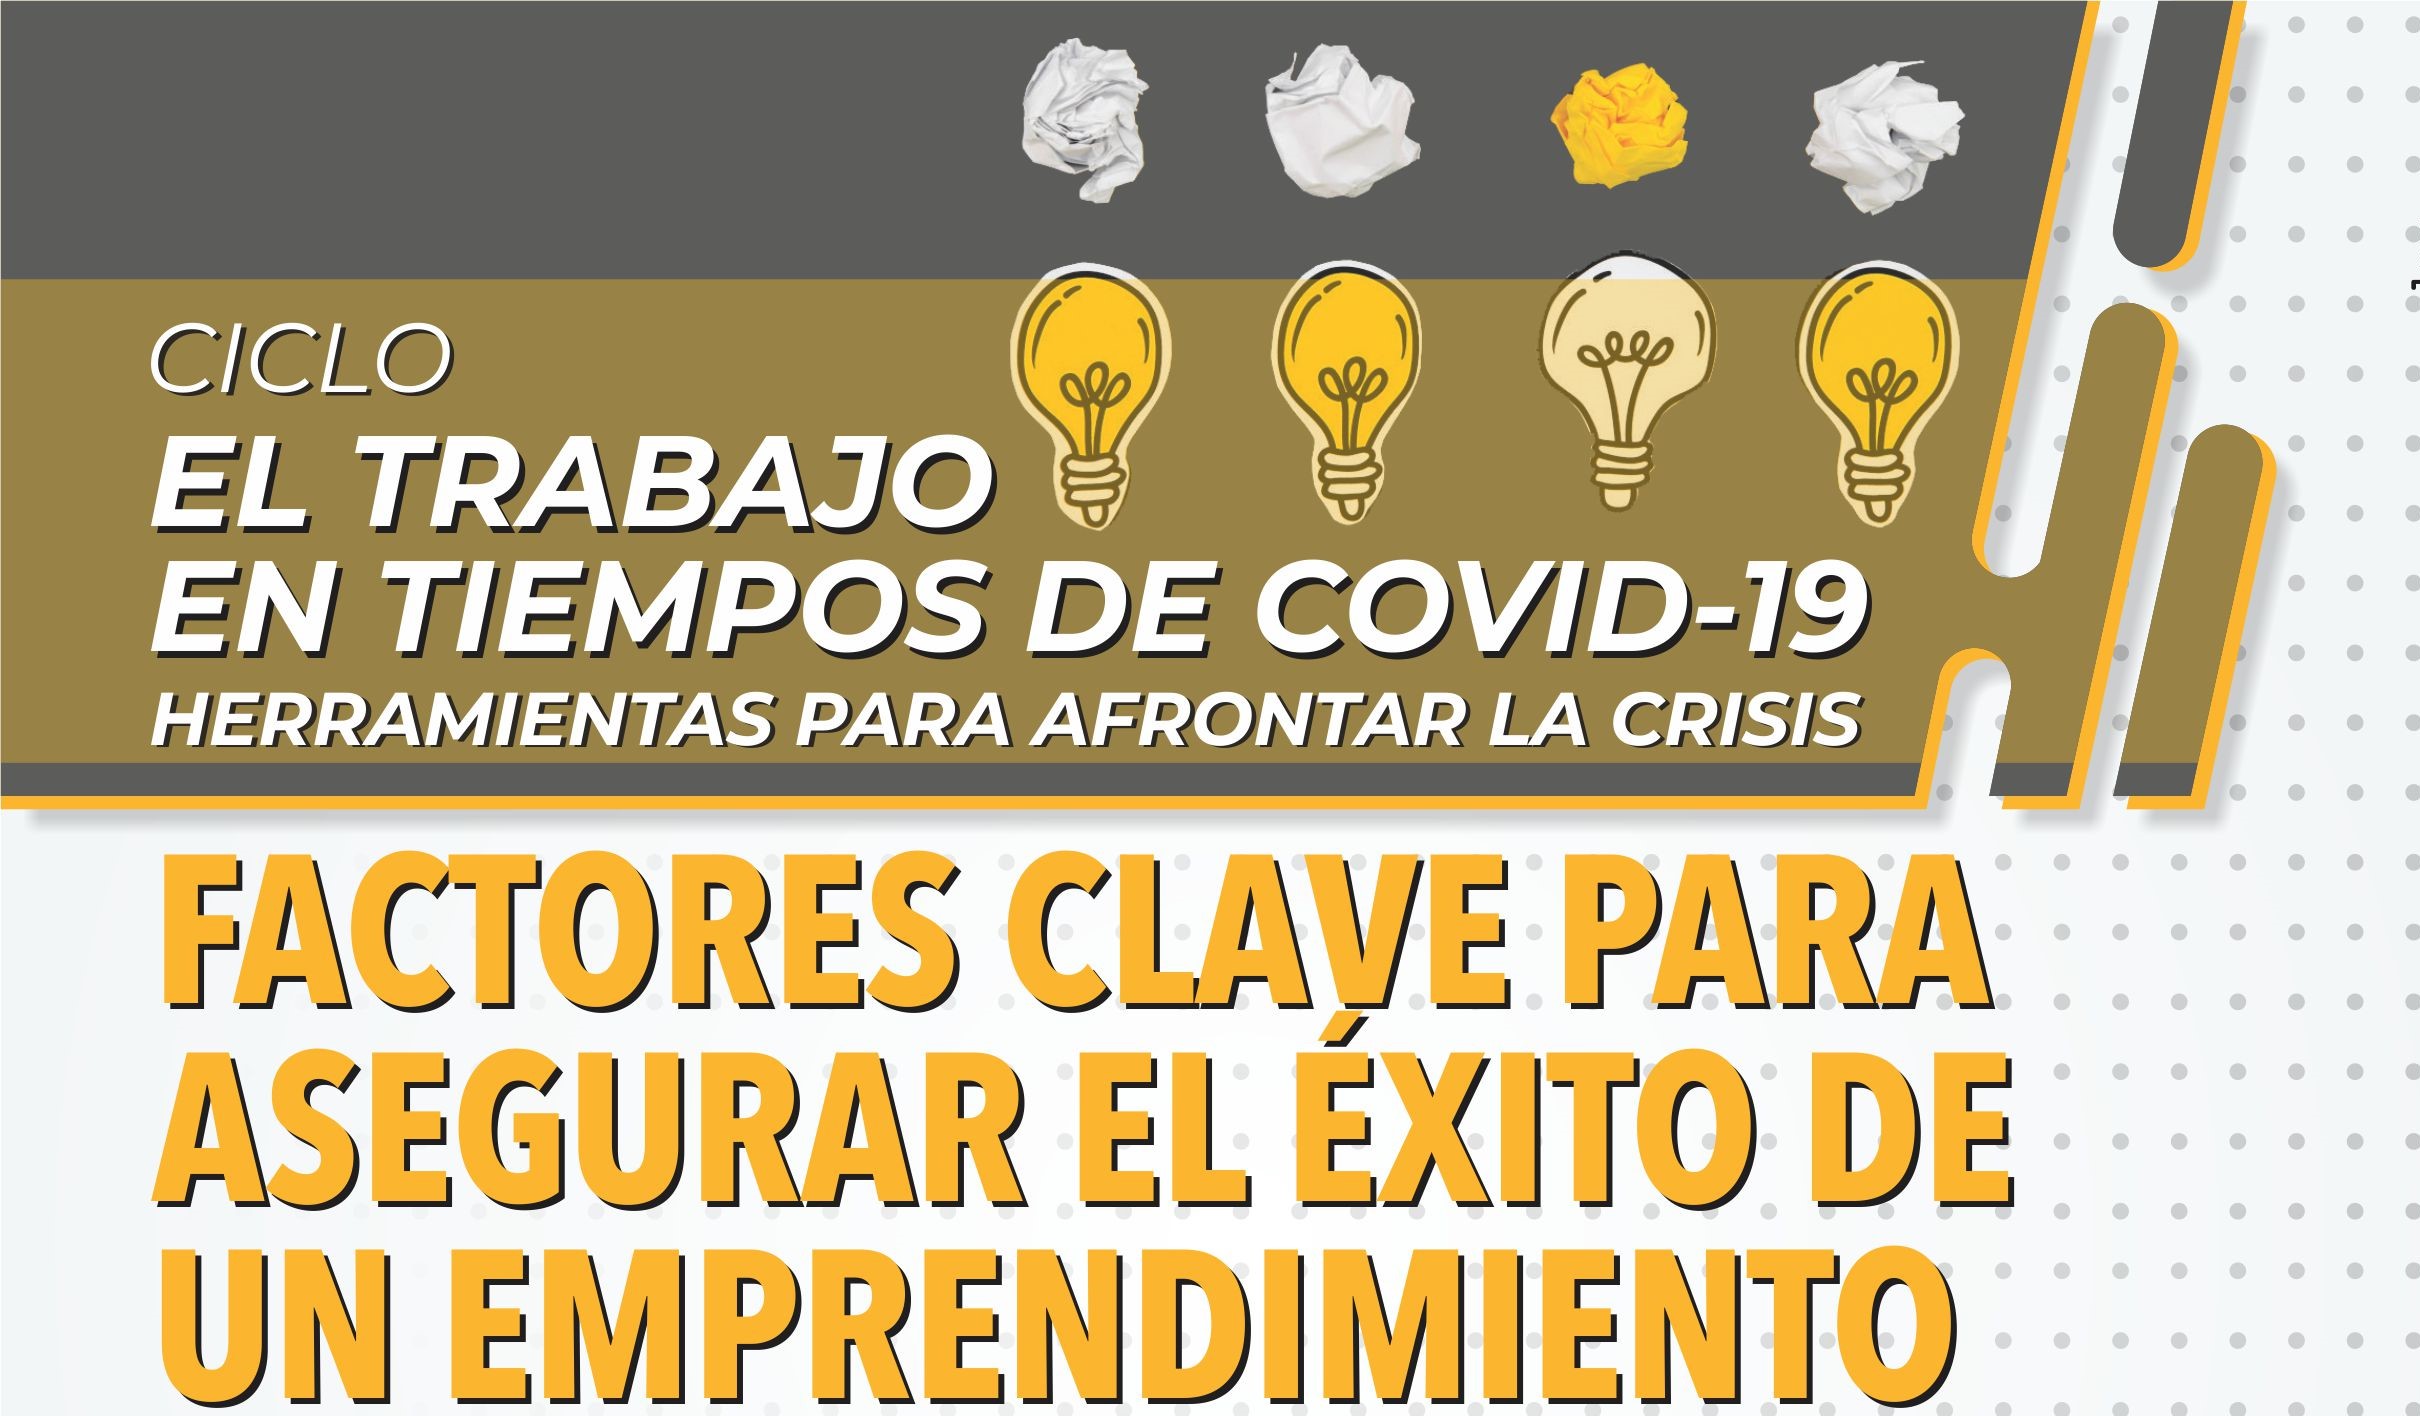 CICLO
EL TRABAJO
EN TIEMPOS DE COVID-19
HERRAMIENTAS PARA AFRONTAR LA CRISIS
FACTORES CLAVE PARA
ASEGURAR EL ÉXITO DE
UN EMPRENDIMIENTO